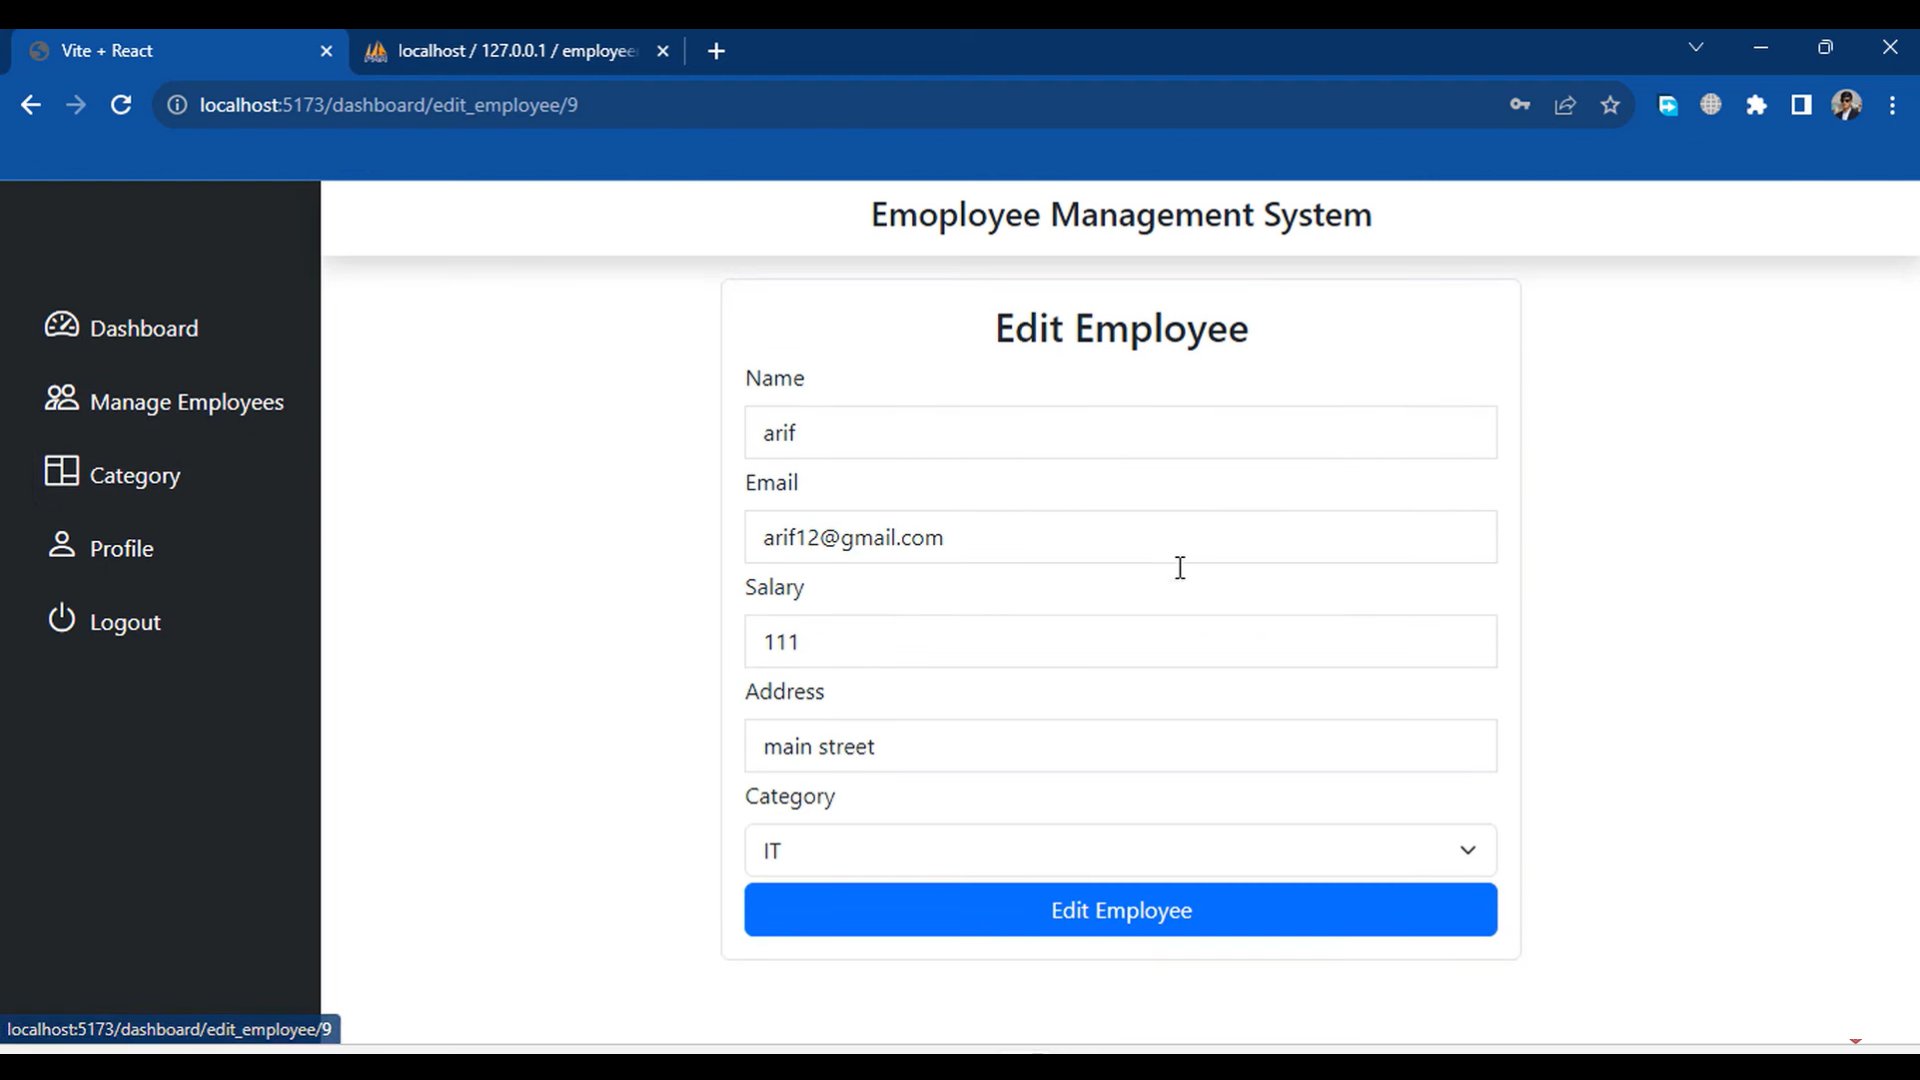 Vite + React
localhost / 127.0.0.1 / employee
localhost:5173/dashboard/edit_employee/9
Emoployee Management System
Dashboard
Manage Employees
Category
Profile
Logout
Edit Employee
Name
arif
Email
arif12@gmail.com
Salary
111
Address
main street
Category
IT
Edit Employee
localhost:5173/dashboard/edit_employee/9